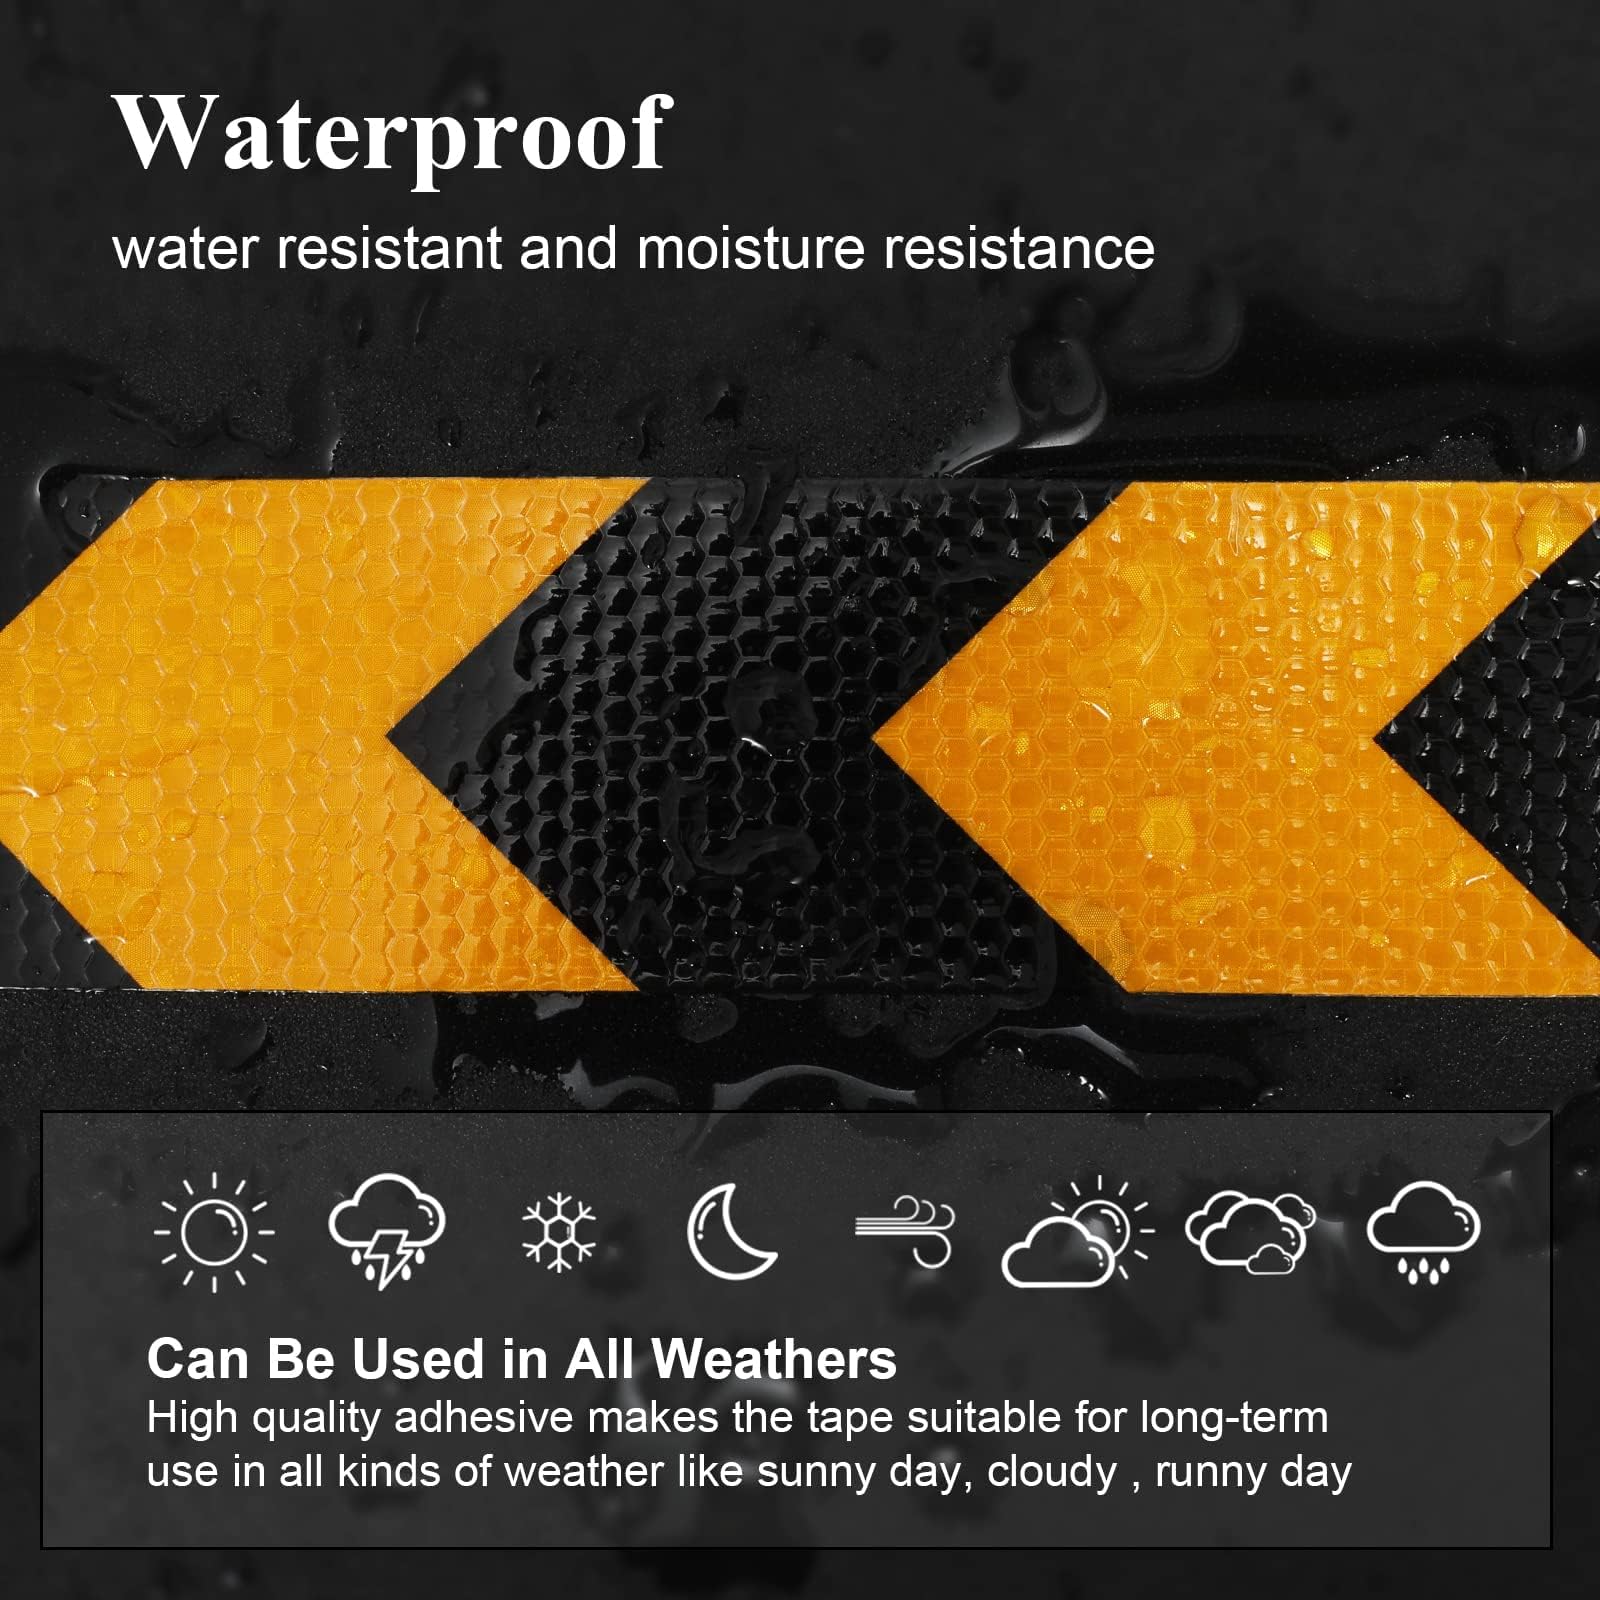 Waterproof
water resistant and moisture resistance
Can Be Used in All Weathers
High quality adhesive makes the tape suitable for long-term
use in all kinds of weather like sunny day, cloudy , runny day